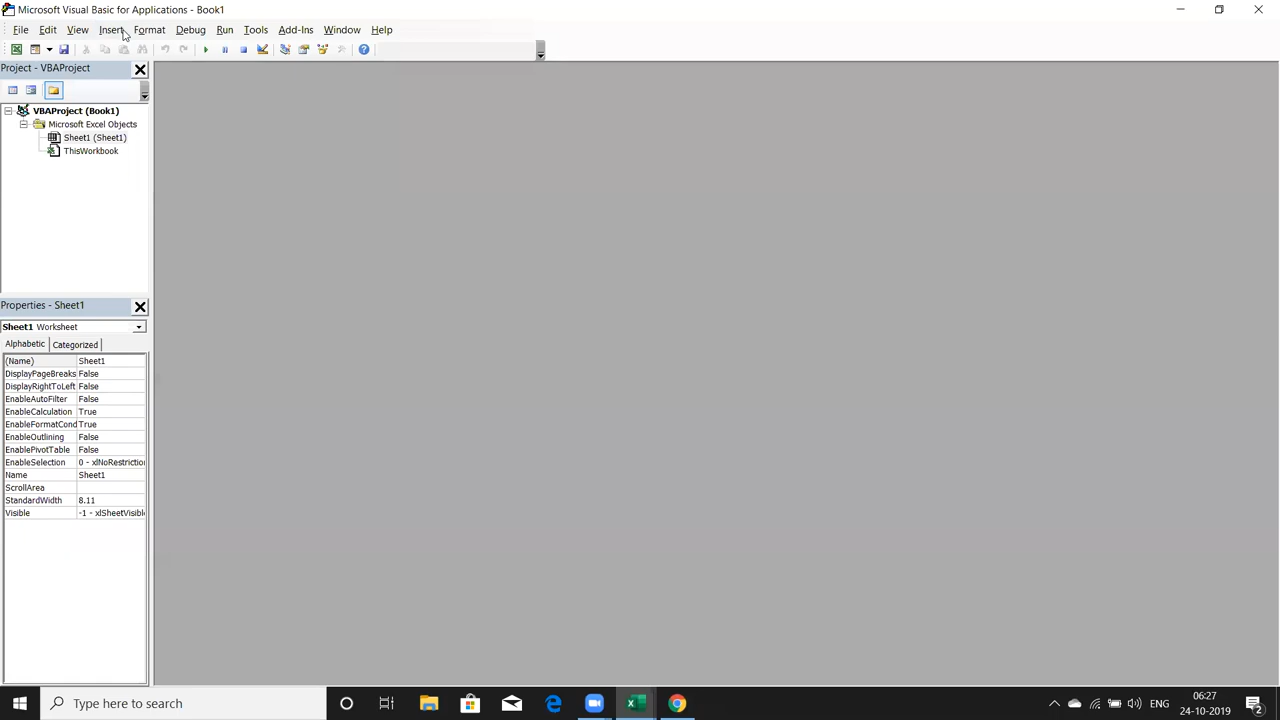 Microsoft Visual Basic for Applications - Book1
File Edit View Insert Format Debug Run Tools Add-Ins Window Help
Project - VBAProject
VBAProject (Book1)
Microsoft Excel Objects
Sheet1 (Sheet1)
ThisWorkbook
Properties - Sheet1
Sheet1 Worksheet
Alphabetic Categorized
(Name) Sheet1
DisplayPageBreaks False
DisplayRightToLeft False
EnableAutoFilter False
EnableCalculation True
EnableFormatCond True
EnableOutlining False
EnablePivotTable False
EnableSelection 0 - xlNoRestriction
Name Sheet1
ScrollArea
StandardWidth 8.11
Visible -1 - xlSheetVisible
Type here to search
ENG
06:27
24-10-2019
2